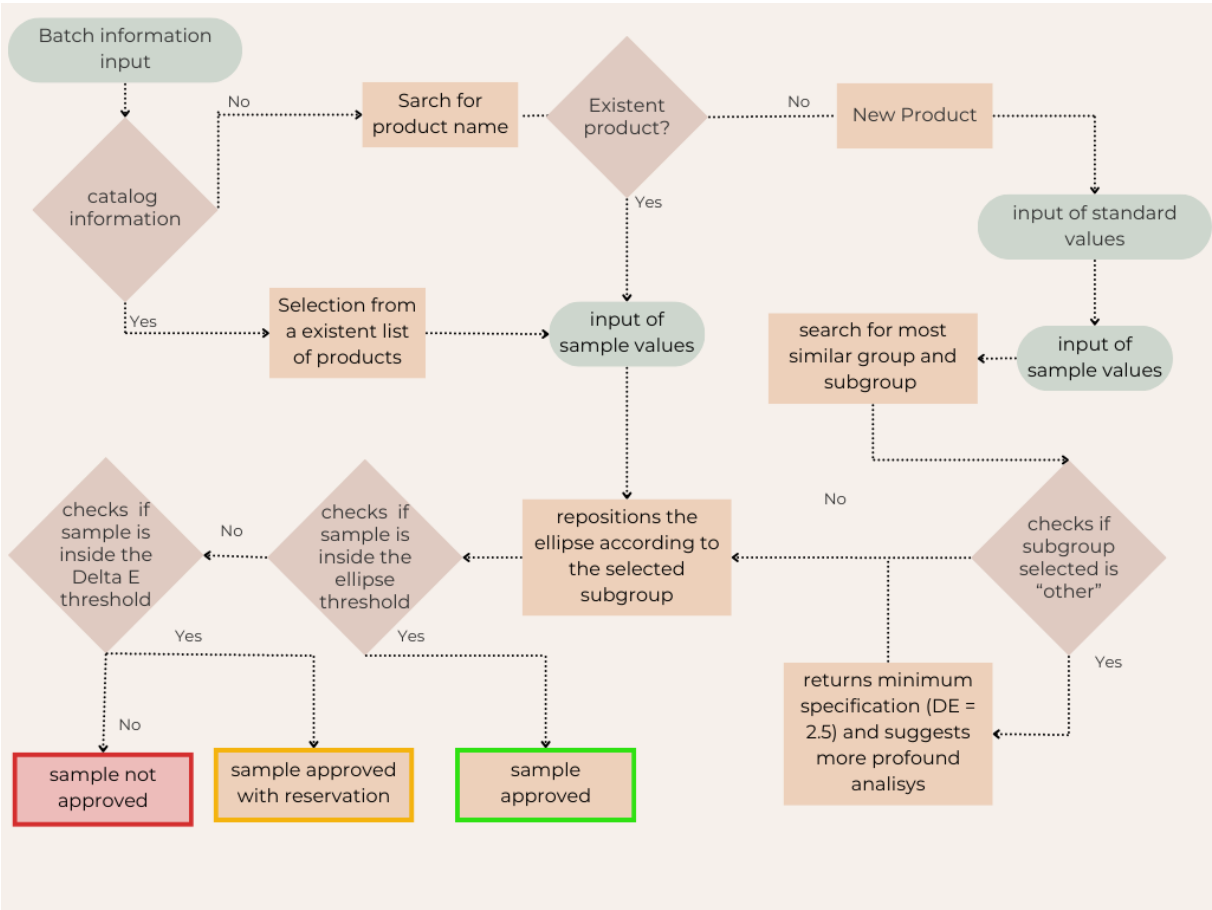 Batch information
input
No
Sarch for
product name
Existent
product?
No
New Product
catalog
information
Yes
input of standard
values
Yes
Selection from
a existent list
of products
input of
sample values
search for most
similar group and
subgroup
input of
sample values
checks  if
sample is
inside the
Delta E
threshold
No
checks  if
sample is
inside the
ellipse
threshold
repositions the
ellipse according to
the selected
subgroup
No
checks if
subgroup
selected is
“other”
Yes
Yes
Yes
returns minimum
specification (DE =
2.5) and suggests
more profound
analisys
No
sample not
approved
sample approved
with reservation
sample
approved